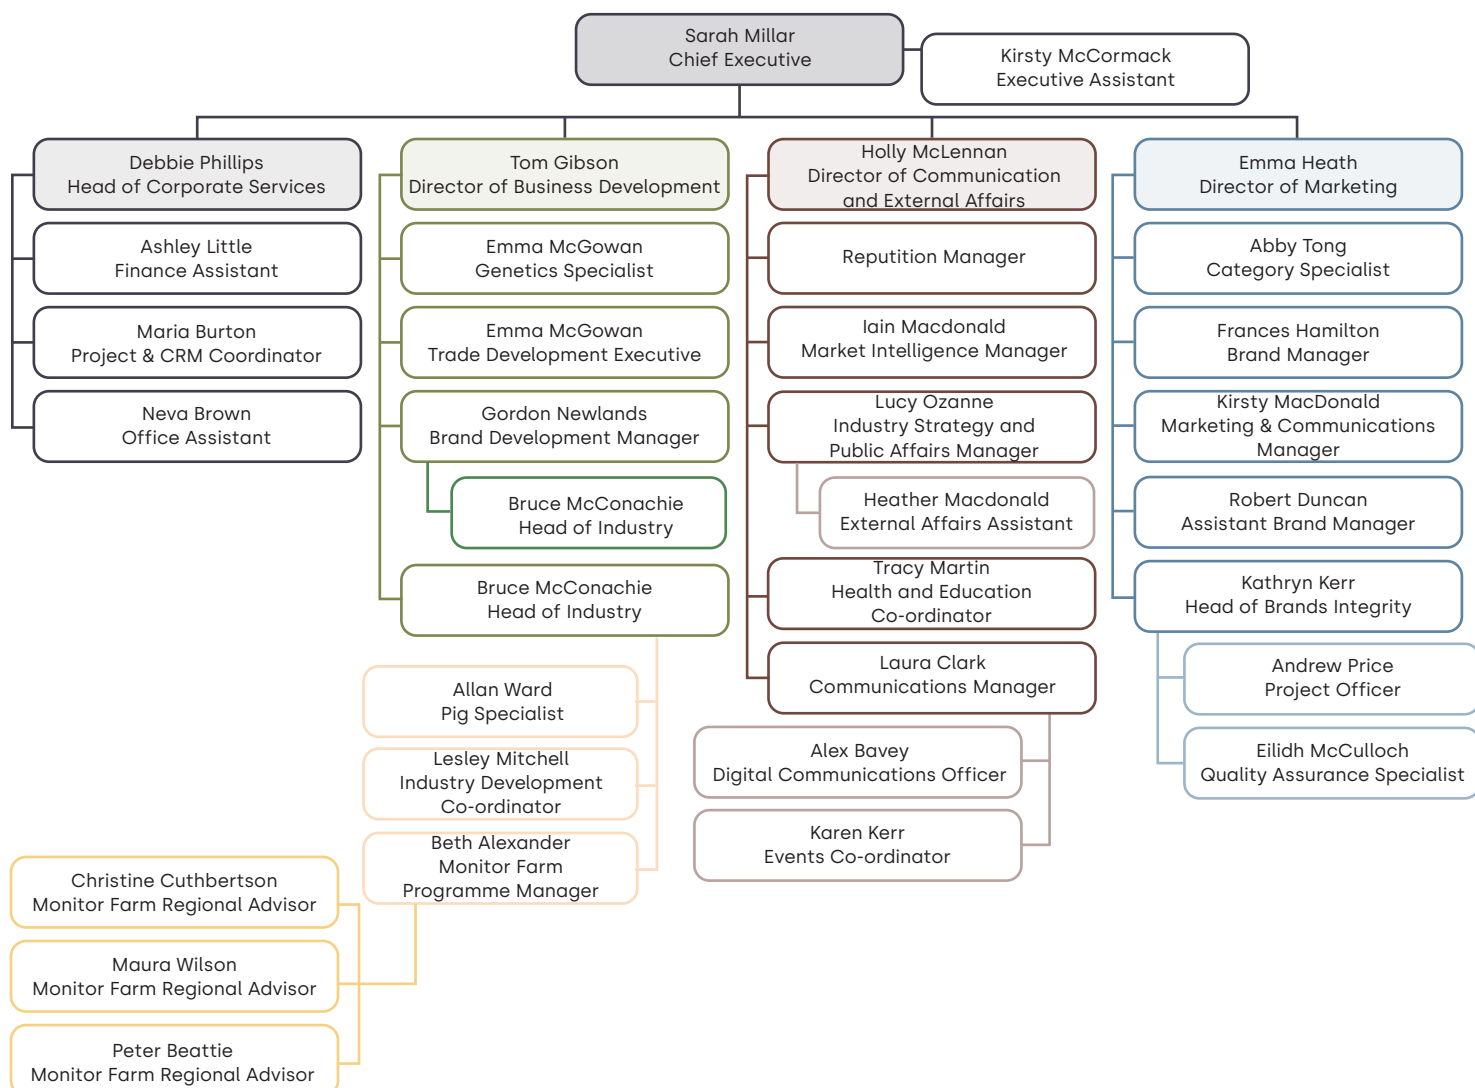 Sarah Millar
Chief Executive
Kirsty McCormack
Executive Assistant
Debbie Phillips
Head of Corporate Services
Ashley Little
Finance Assistant
Maria Burton
Project & CRM Coordinator
Neva Brown
Office Assistant
Tom Gibson
Director of Business Development
Emma McGowan
Genetics Specialist
Emma McGowan
Trade Development Executive
Gordon Newlands
Brand Development Manager
Bruce McConachie
Head of Industry
Bruce McConachie
Head of Industry
Allan Ward
Pig Specialist
Lesley Mitchell
Industry Development
Co-ordinator
Beth Alexander
Monitor Farm
Programme Manager
Christine Cuthbertson
Monitor Farm Regional Advisor
Maura Wilson
Monitor Farm Regional Advisor
Peter Beattie
Monitor Farm Regional Advisor
Holly McLennan
Director of Communication
and External Affairs
Reputition Manager
Iain Macdonald
Market Intelligence Manager
Lucy Ozanne
Industry Strategy and
Public Affairs Manager
Heather Macdonald
External Affairs Assistant
Tracy Martin
Health and Education
Co-ordinator
Laura Clark
Communications Manager
Alex Bavey
Digital Communications Officer
Karen Kerr
Events Co-ordinator
Emma Heath
Director of Marketing
Abby Tong
Category Specialist
Frances Hamilton
Brand Manager
Kirsty MacDonald
Marketing & Communications
Manager
Robert Duncan
Assistant Brand Manager
Kathryn Kerr
Head of Brands Integrity
Andrew Price
Project Officer
Eilidh McCulloch
Quality Assurance Specialist